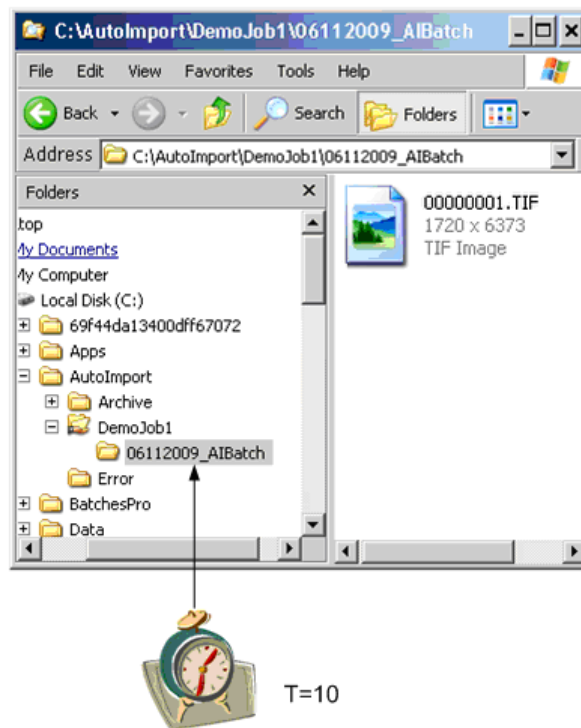 C:\AutoImport\DemoJob1\06112009_AIBatch
File Edit View Favorites Tools Help
Back Search Folders
Address C:\AutoImport\DemoJob1\06112009_AIBatch
Folders
top
My Documents
My Computer
Local Disk (C:)
69f44da13400dff67072
Apps
AutoImport
Archive
DemoJob1
06112009_AIBatch
Error
BatchesPro
Data
00000001.TIF
1720 x 6373
TIF Image
T=10